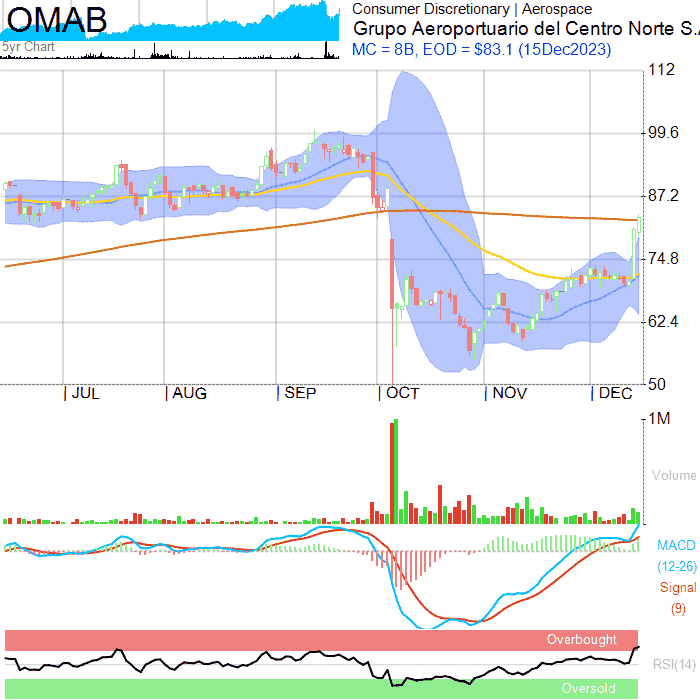 OMAB
Consumer Discretionary | Aerospace
Grupo Aeroportuario del Centro Norte S.A
5yr Chart
MC = 8B, EOD = $83.1 (15Dec2023)
112
99.6
87.2
74.8
62.4
50
JUL
AUG
SEP
OCT
NOV
DEC
1M
Volume
MACD
(12-26)
Signal
(9)
Overbought
RSI(14)
Oversold